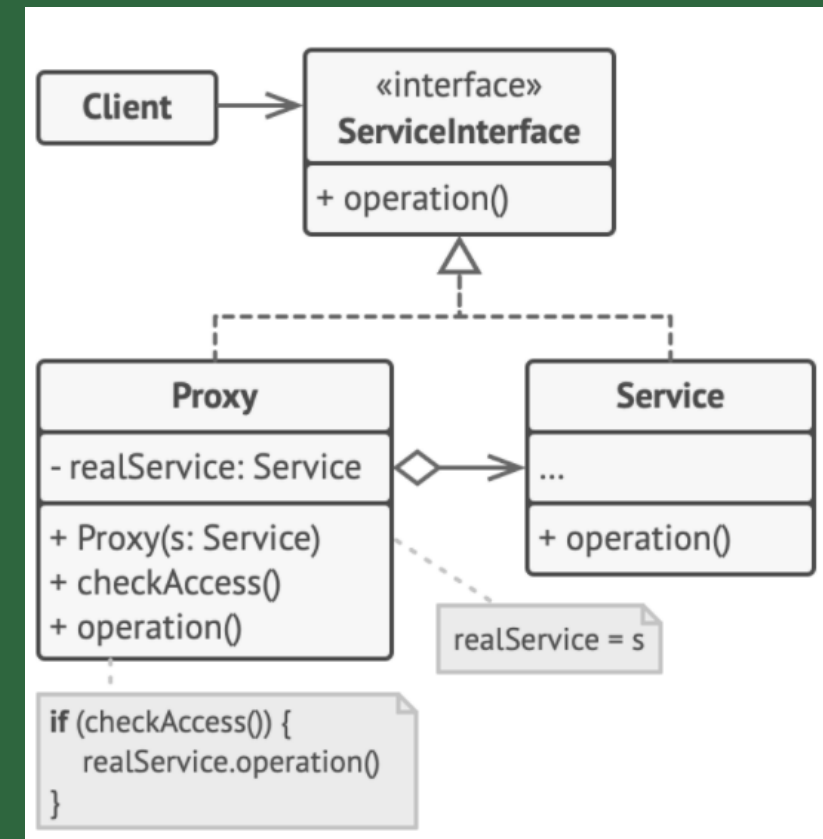 Client
«interface»
ServiceInterface
+ operation()
Proxy
- realService: Service
+ Proxy(s: Service)
+ checkAccess()
+ operation()
Service
...
+ operation()
realService = s
if (checkAccess()) {
realService.operation()
}